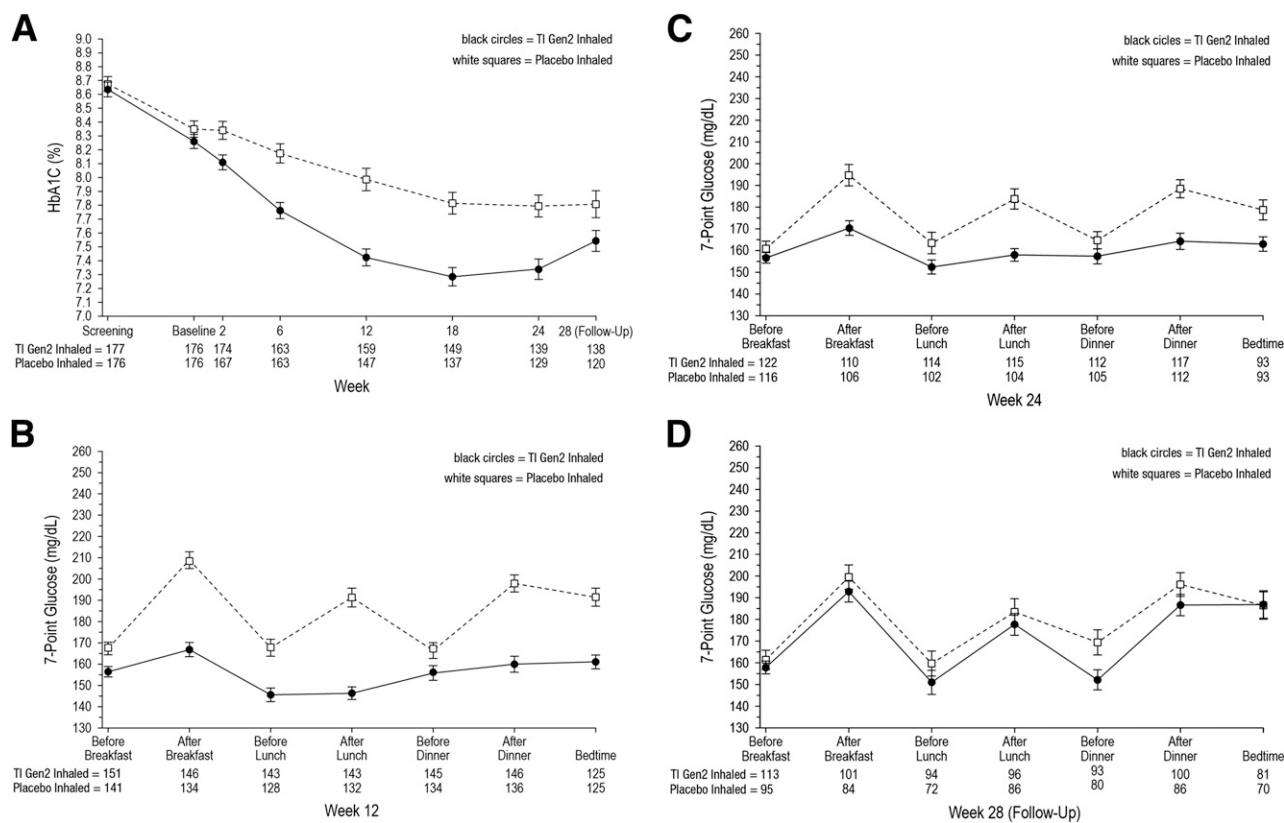 A
HbA1C (%)
9.0
8.9
8.8
8.7
8.6
8.5
8.4
8.3
8.2
8.1
8.0
7.9
7.8
7.7
7.6
7.5
7.4
7.3
7.2
7.1
7.0
black circles = TI Gen2 Inhaled
white squares = Placebo Inhaled
Screening Baseline 2 6 12 18 24 28 (Follow-Up)
TI Gen2 Inhaled = 177 176 174 163 159 149 139 138
Placebo Inhaled = 176 176 167 163 147 137 129 120
Week
B
7-Point Glucose (mg/dL)
260
250
240
230
220
210
200
190
180
170
160
150
140
130
black circles = TI Gen2 Inhaled
white squares = Placebo Inhaled
Before Breakfast After Breakfast Before Lunch After Lunch Before Dinner After Dinner Bedtime
TI Gen2 Inhaled = 151 146 143 143 145 146 125
Placebo Inhaled = 141 134 128 132 134 136 125
Week 12
C
7-Point Glucose (mg/dL)
260
250
240
230
220
210
200
190
180
170
160
150
140
130
black circles = TI Gen2 Inhaled
white squares = Placebo Inhaled
Before Breakfast After Breakfast Before Lunch After Lunch Before Dinner After Dinner Bedtime
TI Gen2 Inhaled = 122 110 114 115 112 117 93
Placebo Inhaled = 116 106 102 104 105 112 93
Week 24
D
7-Point Glucose (mg/dL)
260
250
240
230
220
210
200
190
180
170
160
150
140
130
black circles = TI Gen2 Inhaled
white squares = Placebo Inhaled
Before Breakfast After Breakfast Before Lunch After Lunch Before Dinner After Dinner Bedtime
TI Gen2 Inhaled = 113 101 94 96 93 100 81
Placebo Inhaled = 95 84 72 86 80 86 70
Week 28 (Follow-Up)